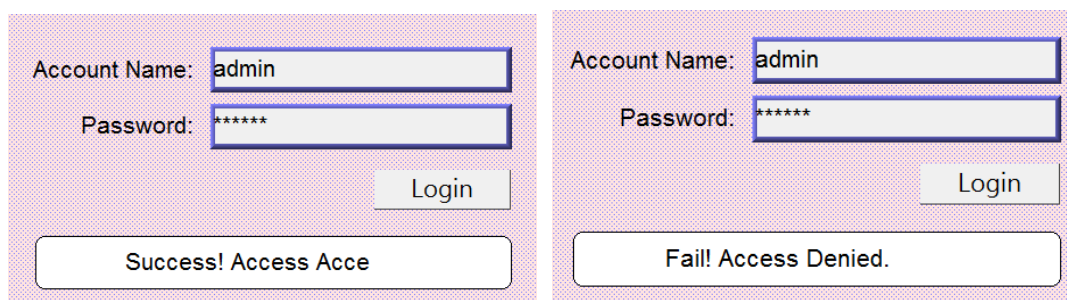 Account Name: admin
Password: ******
Login
Success! Access Acce
Account Name: admin
Password: ******
Login
Fail! Access Denied.